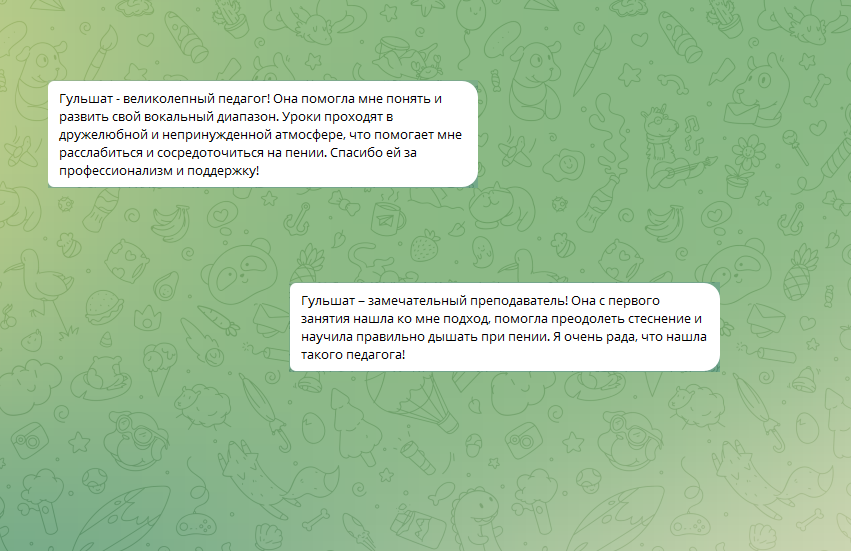 Гульшат - великолепный педагог! Она помогла мне понять и
развить свой вокальный диапазон. Уроки проходят в
дружелюбной и непринужденной атмосфере, что помогает мне
расслабиться и сосредоточиться на пении. Спасибо ей за
профессионализм и поддержку!
Гульшат – замечательный преподаватель! Она с первого
занятия нашла ко мне подход, помогла преодолеть стеснение и
научила правильно дышать при пении. Я очень рада, что нашла
такого педагога!